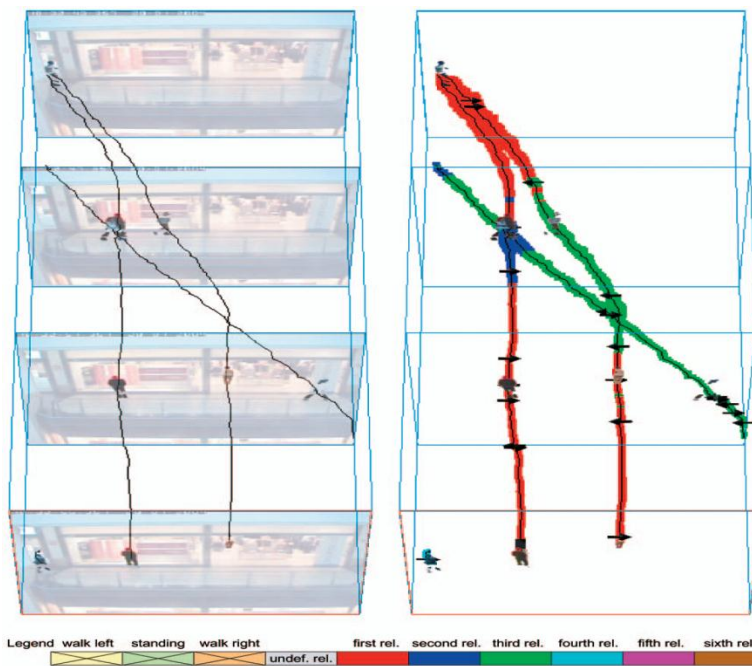 Legend walk left standing walk right undef. rel. first rel. second rel. third rel. fourth rel. fifth rel. sixth rel.